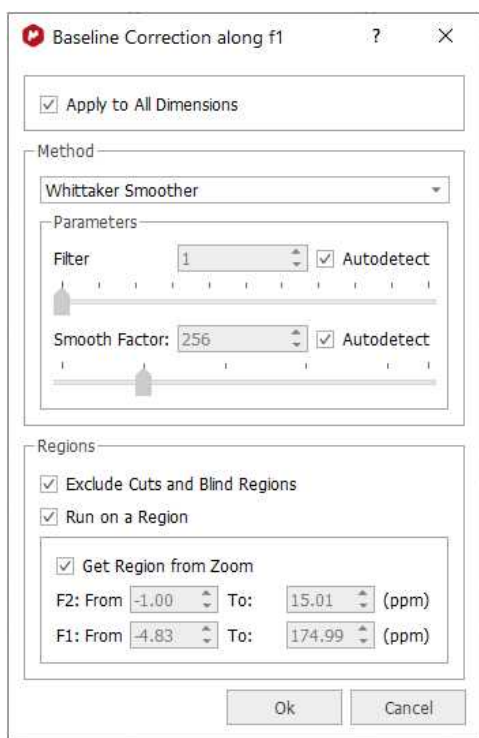 Baseline Correction along f1 ?
Apply to All Dimensions
Method
Whittaker Smoother
Parameters
Filter 1 Autodetect
Smooth Factor: 256 Autodetect
Regions
Exclude Cuts and Blind Regions
Run on a Region
Get Region from Zoom
F2: From -1.00 To: 15.01 (ppm)
F1: From -4.83 To: 174.99 (ppm)
Ok Cancel